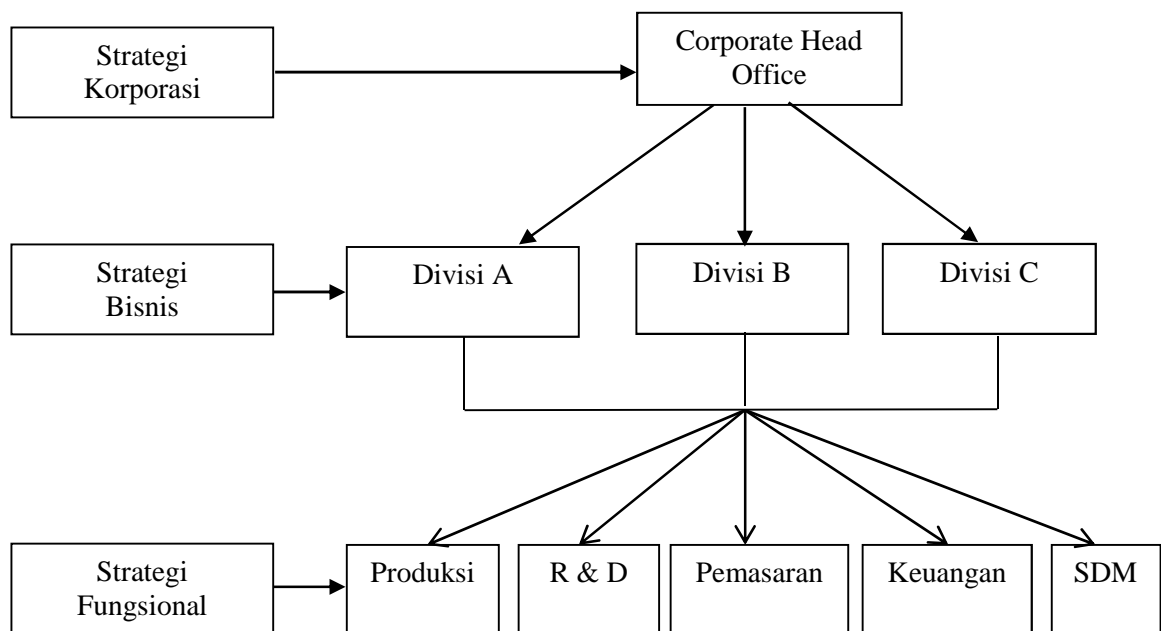 Strategi
Korporasi
Corporate Head
Office
Strategi
Bisnis
Divisi A
Divisi B
Divisi C
Strategi
Fungsional
Produksi
R & D
Pemasaran
Keuangan
SDM